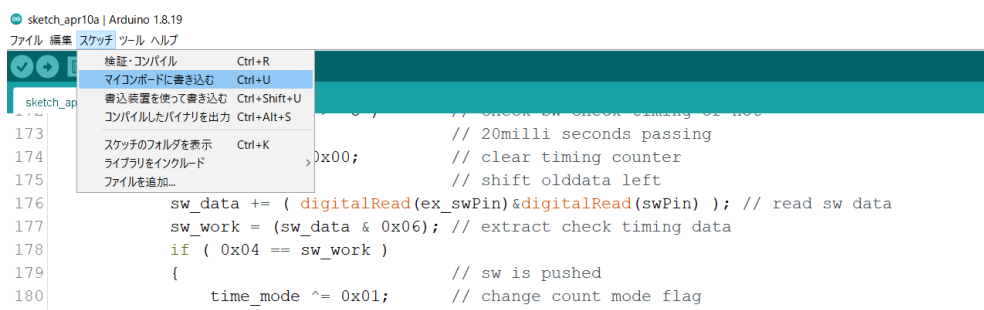 sketch_apr10a | Arduino 1.8.19
ファイル 編集 スケッチ ツール ヘルプ
検証・コンパイル Ctrl+R
マイコンボードに書き込む Ctrl+U
書込装置を使って書き込む Ctrl+Shift+U
コンパイルしたバイナリを出力 Ctrl+Alt+S
スケッチのフォルダを表示 Ctrl+K
ライブラリをインクルード
ファイルを追加...
sketch_ap
173 // 20milli seconds passing
174 0x00; // clear timing counter
175 // shift olddata left
176 sw_data += ( digitalRead(ex_swPin)&digitalRead(swPin) ); // read sw data
177 sw_work = (sw_data & 0x06); // extract check timing data
178 if ( 0x04 == sw_work )
179 { // sw is pushed
180 time_mode ^= 0x01; // change count mode flag